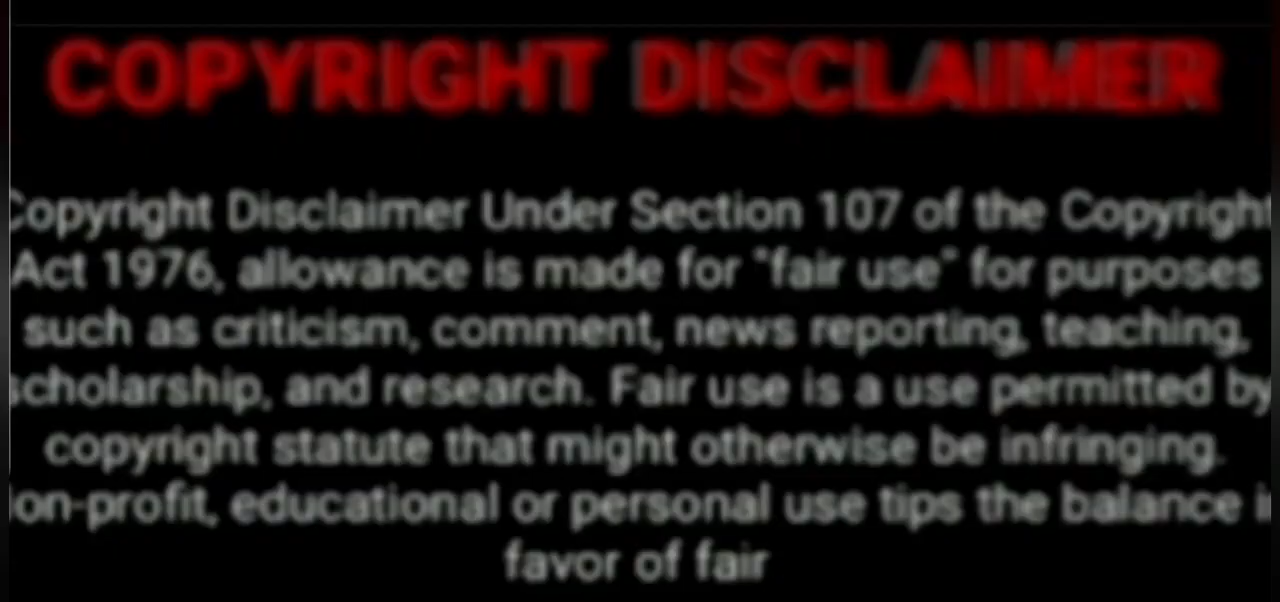 COPYRIGHT DISCLAIMER
Copyright Disclaimer Under Section 107 of the Copyright
Act 1976, allowance is made for "fair use" for purposes
such as criticism, comment, news reporting, teaching,
scholarship, and research. Fair use is a use permitted by
copyright statute that might otherwise be infringing.
on-profit, educational or personal use tips the balance i
favor of fair